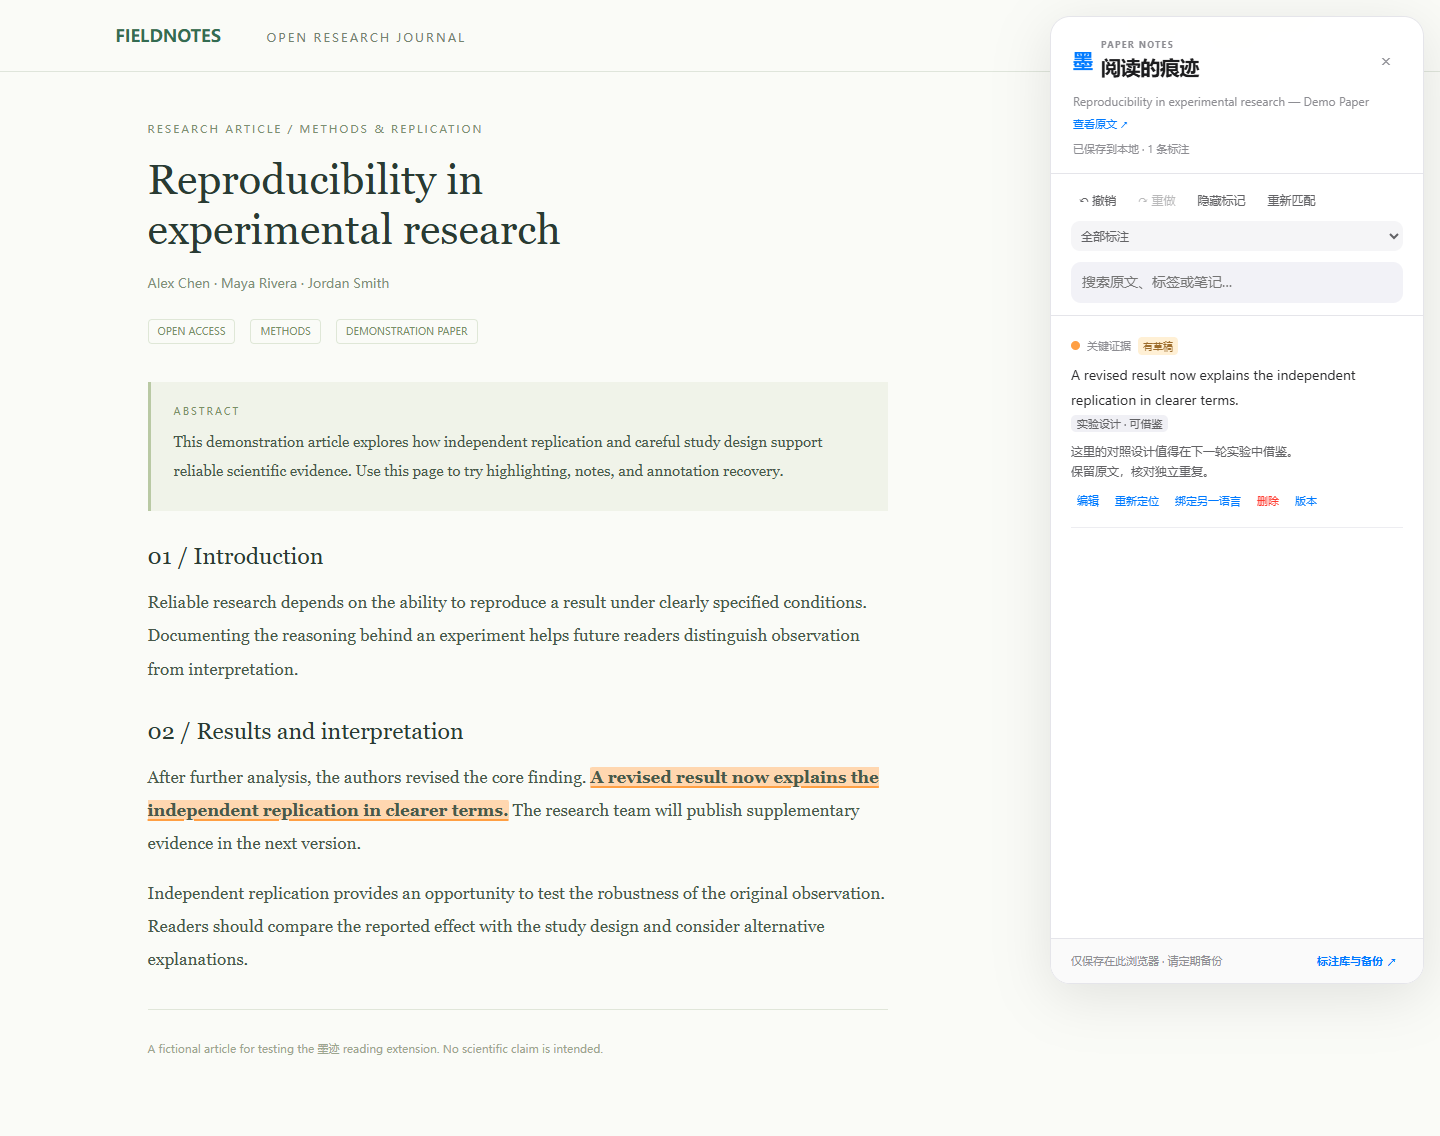 FIELDNOTES
OPEN RESEARCH JOURNAL
RESEARCH ARTICLE / METHODS & REPLICATION
Reproducibility in
experimental research
Alex Chen · Maya Rivera · Jordan Smith
OPEN ACCESS
METHODS
DEMONSTRATION PAPER
ABSTRACT
This demonstration article explores how independent replication and careful study design support
reliable scientific evidence. Use this page to try highlighting, notes, and annotation recovery.
01 / Introduction
Reliable research depends on the ability to reproduce a result under clearly specified conditions.
Documenting the reasoning behind an experiment helps future readers distinguish observation
from interpretation.
02 / Results and interpretation
After further analysis, the authors revised the core finding. A revised result now explains the
independent replication in clearer terms. The research team will publish supplementary
evidence in the next version.
Independent replication provides an opportunity to test the robustness of the original observation.
Readers should compare the reported effect with the study design and consider alternative
explanations.
A fictional article for testing the 墨迹 reading extension. No scientific claim is intended.
墨
PAPER NOTES
阅读的痕迹
×
Reproducibility in experimental research — Demo Paper
查看原文 ↗
已保存到本地 · 1 条标注
↶ 撤销
↷ 重做
隐藏标记
重新匹配
全部标注
搜索原文、标签或笔记...
关键证据
有草稿
A revised result now explains the independent
replication in clearer terms.
实验设计 · 可借鉴
这里的对照设计值得在下一轮实验中借鉴。
保留原文，核对独立重复。
编辑
重新定位
绑定另一语言
删除
版本
仅保存在此浏览器 · 请定期备份
标注库与备份 ↗